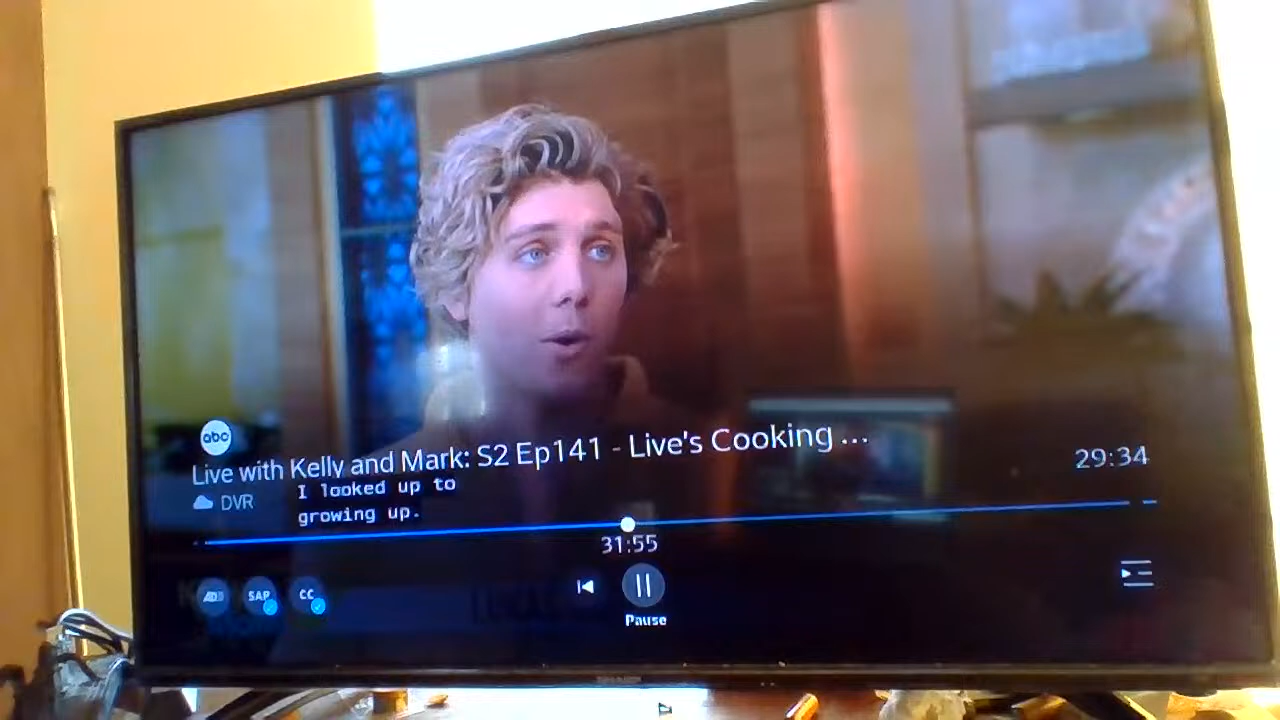 abc
Live with Kelly and Mark: S2 Ep141 - Live's Cooking ...
29:34
DVR
I looked up to
growing up.
31:55
AD
SAP
CC
Pause